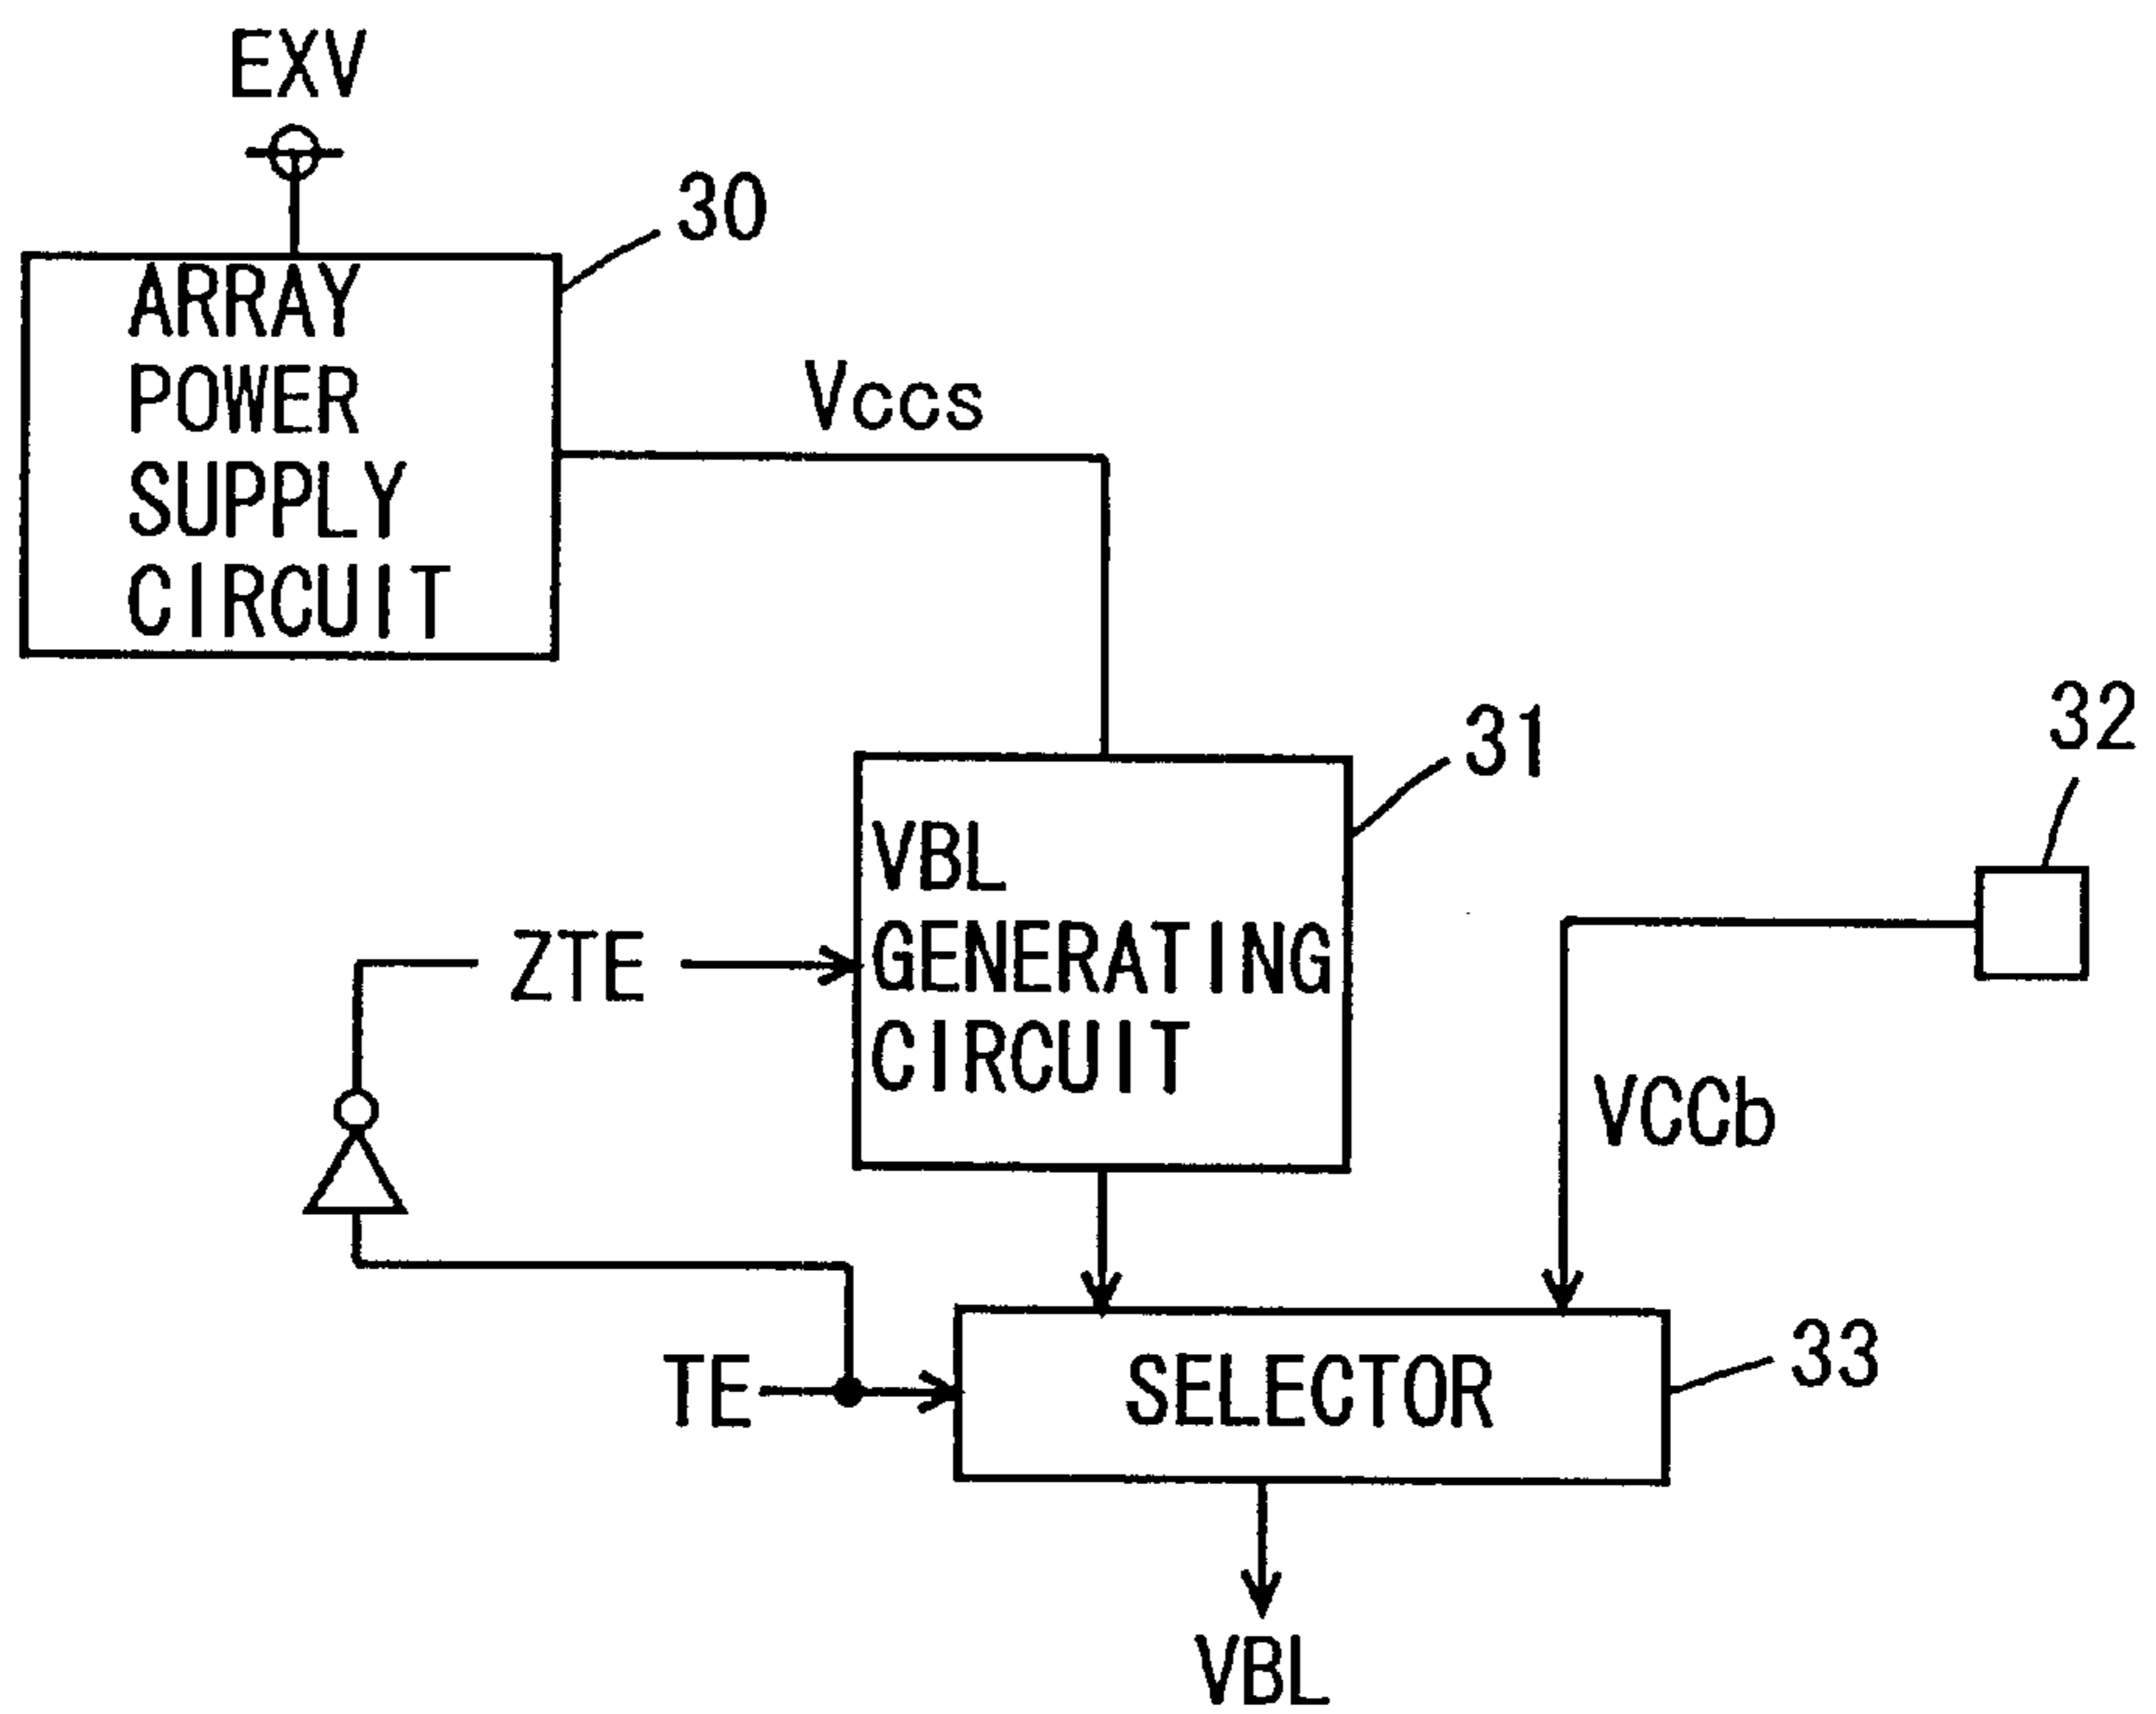 EXV
30
ARRAY
POWER
SUPPLY
CIRCUIT
Vccs
31
32
VBL
GENERATING
CIRCUIT
ZTE
VCCb
TE
SELECTOR
33
VBL